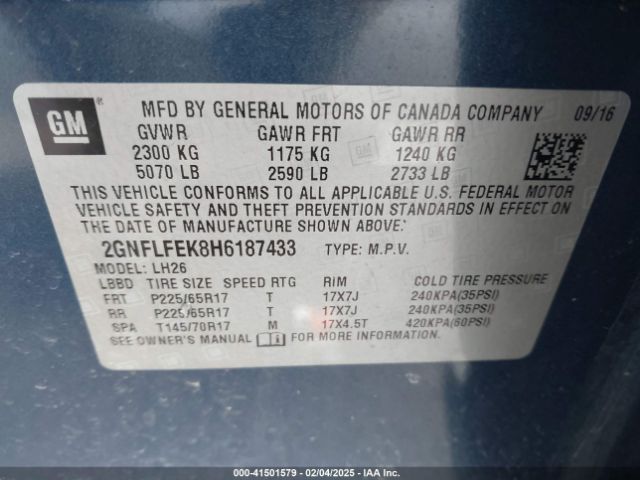 GM
MFD BY GENERAL MOTORS OF CANADA COMPANY 09/16
GVWR GAWR FRT GAWR RR
2300 KG 1175 KG 1240 KG
5070 LB 2590 LB 2733 LB
THIS VEHICLE CONFORMS TO ALL APPLICABLE U.S. FEDERAL MOTOR
VEHICLE SAFETY AND THEFT PREVENTION STANDARDS IN EFFECT ON
THE DATE OF MANUFACTURE SHOWN ABOVE.
2GNFLFEK8H6187433 TYPE: M.P.V.
MODEL: LH26
LBBD TIRE SIZE SPEED RTG RIM COLD TIRE PRESSURE
FRT P225/65R17 T 17X7J 240KPA(35PSI)
RR P225/65R17 T 17X7J 240KPA(35PSI)
SPA T145/70R17 M 17X4.5T 420KPA(60PSI)
SEE OWNER'S MANUAL FOR MORE INFORMATION.
000-41501579 - 02/04/2025 - IAA Inc.